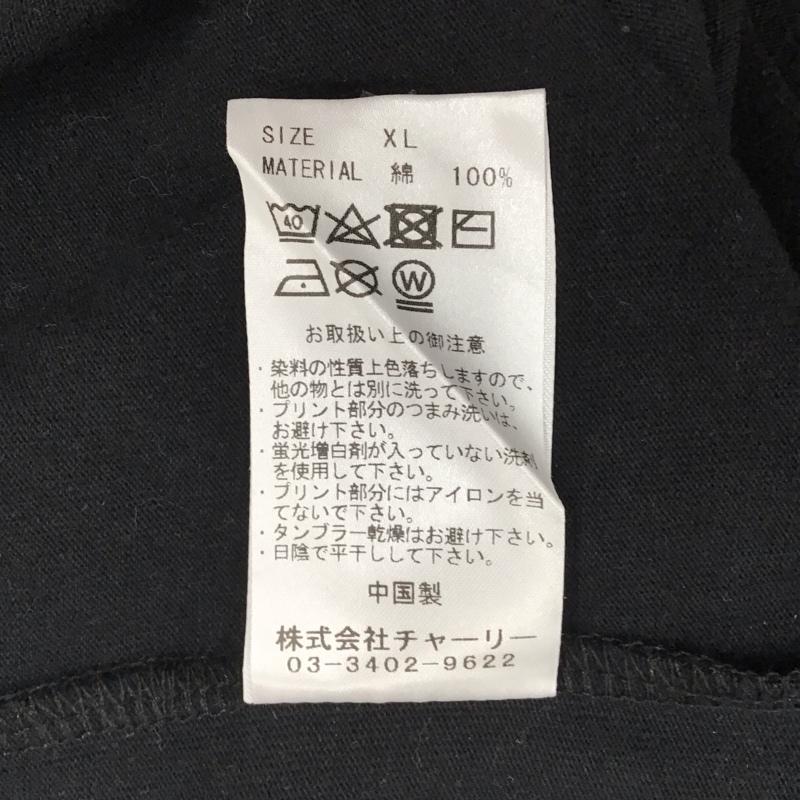 SIZE XL
MATERIAL 綿 100%
40
W
お取扱い上の御注意
・染料の性質上色落ちしますので、
他の物とは別に洗って下さい。
・プリント部分のつまみ洗いは、
お避け下さい。
・蛍光増白剤が入っていない洗剤
を使用して下さい。
・プリント部分にはアイロンを当
てないで下さい。
・タンブラー乾燥はお避け下さい。
・日陰で平干しして下さい。
中国製
株式会社チャーリー
03-3402-9622